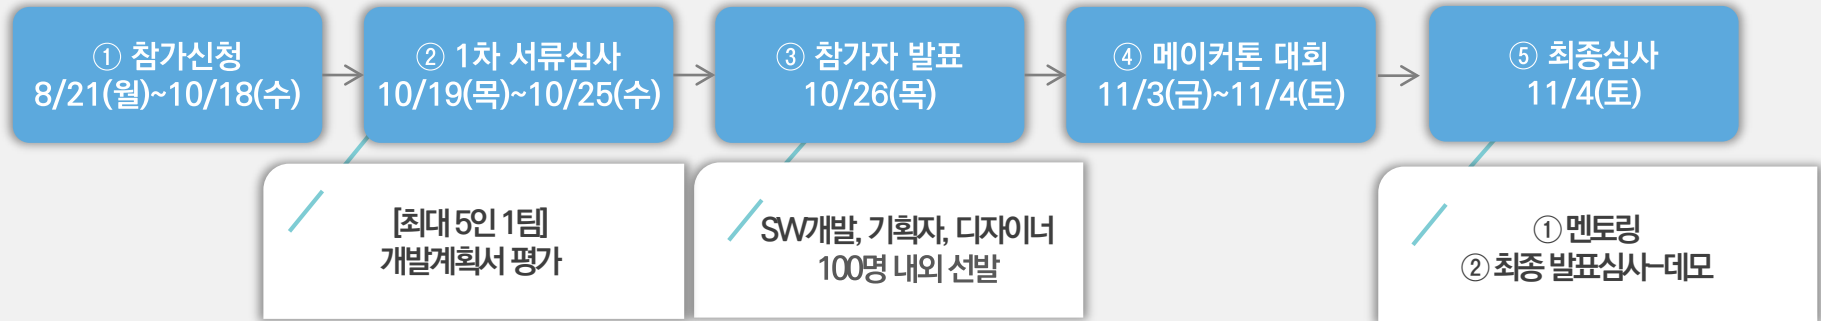 ① 참가신청
8/21(월)~10/18(수)
② 1차 서류심사
10/19(목)~10/25(수)
③ 참가자 발표
10/26(목)
④ 메이커톤 대회
11/3(금)~11/4(토)
⑤ 최종심사
11/4(토)
[최대 5인 1팀]
개발계획서 평가
SW개발, 기획자, 디자이너
100명 내외 선발
① 멘토링
② 최종 발표심사-데모